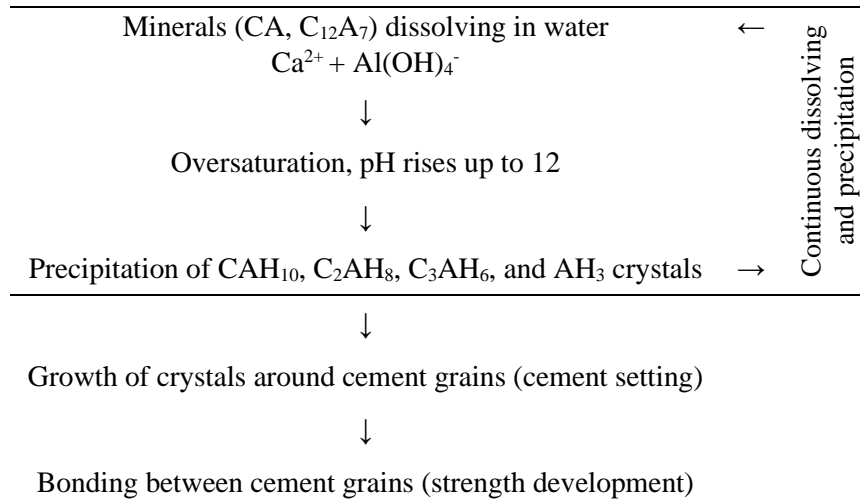 Minerals (CA, C₁₂A₇) dissolving in water ←
Ca²⁺ + Al(OH)₄⁻
↓
Oversaturation, pH rises up to 12
↓
Precipitation of CAH₁₀, C₂AH₈, C₃AH₆, and AH₃ crystals →
Continuous dissolving
and precipitation
↓
Growth of crystals around cement grains (cement setting)
↓
Bonding between cement grains (strength development)